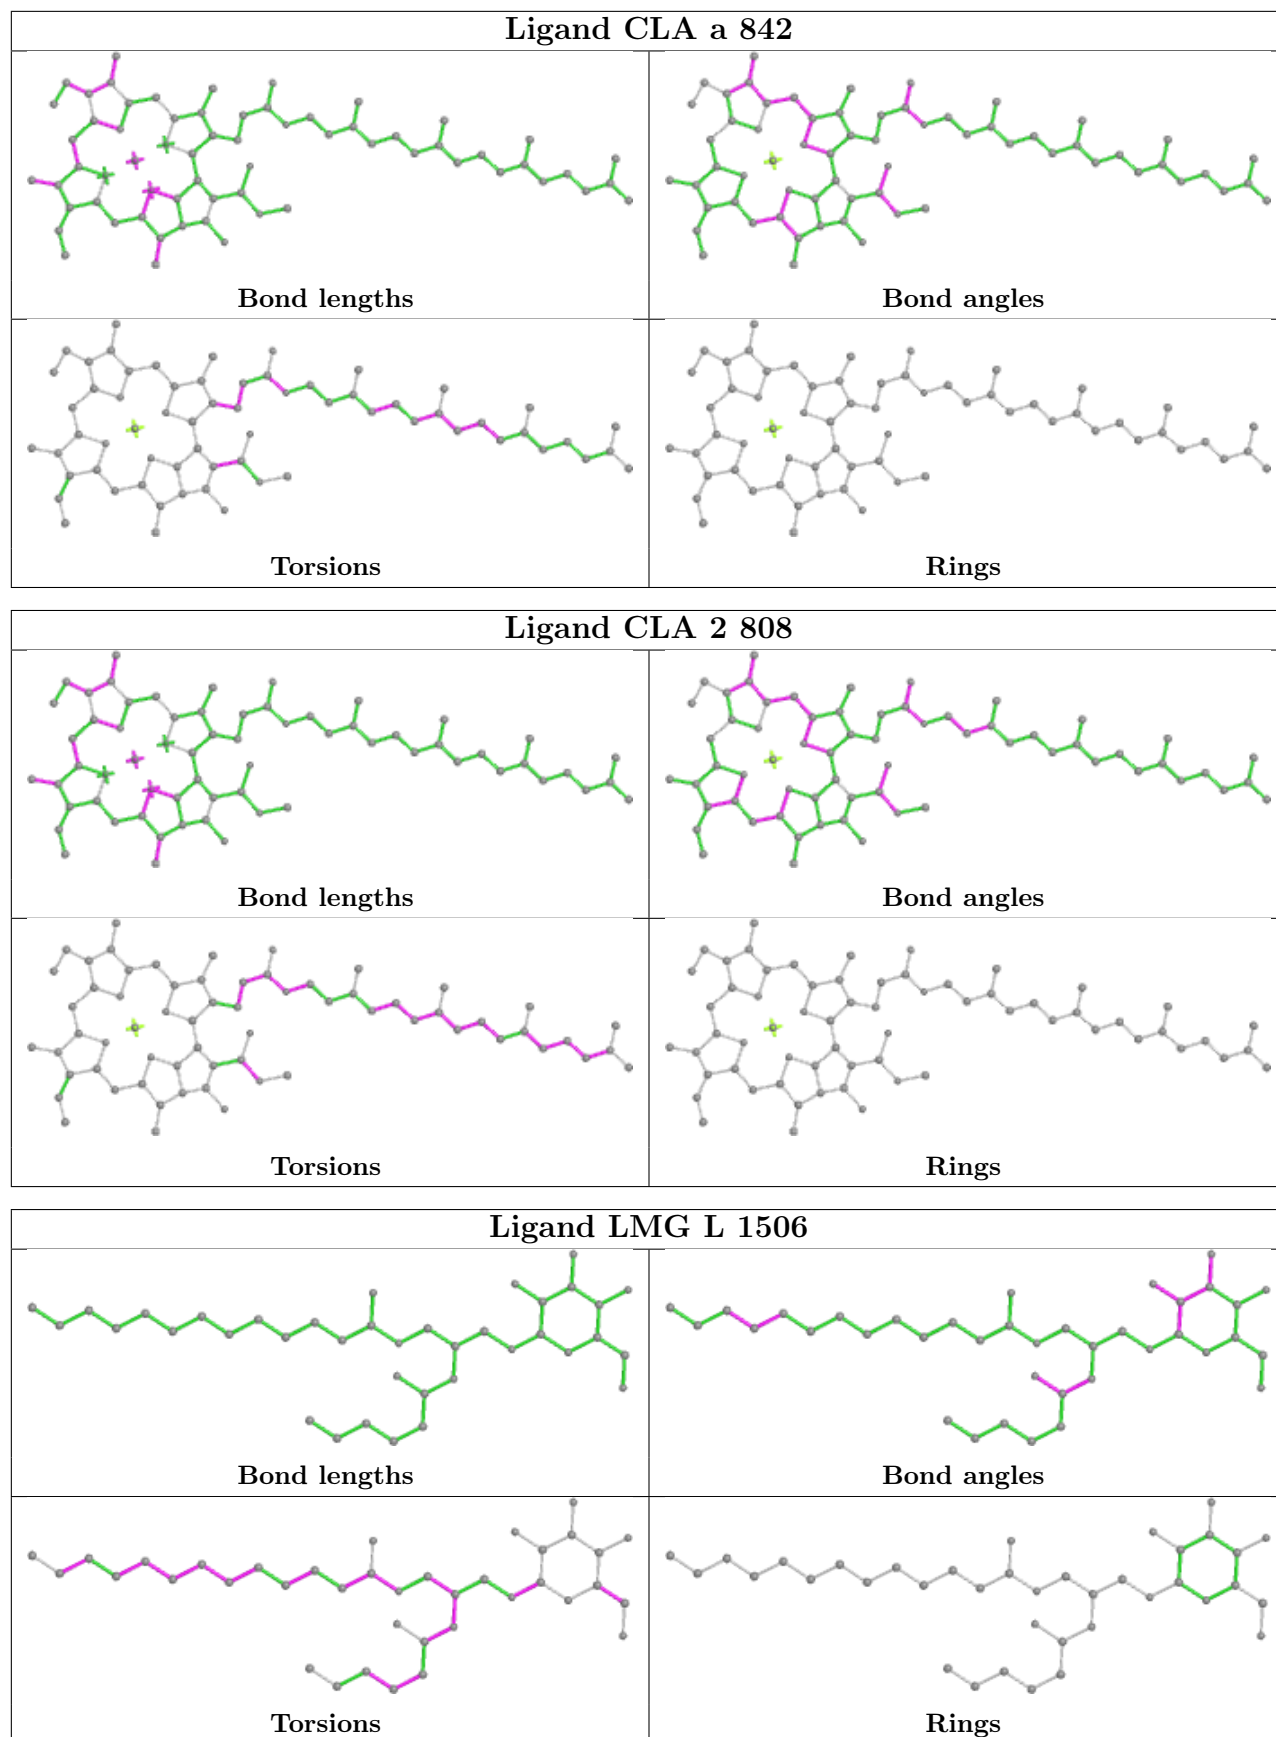 Ligand CLA a 842
Bond lengths
Bond angles
Torsions
Rings
Ligand CLA 2 808
Bond lengths
Bond angles
Torsions
Rings
Ligand LMG L 1506
Bond lengths
Bond angles
Torsions
Rings